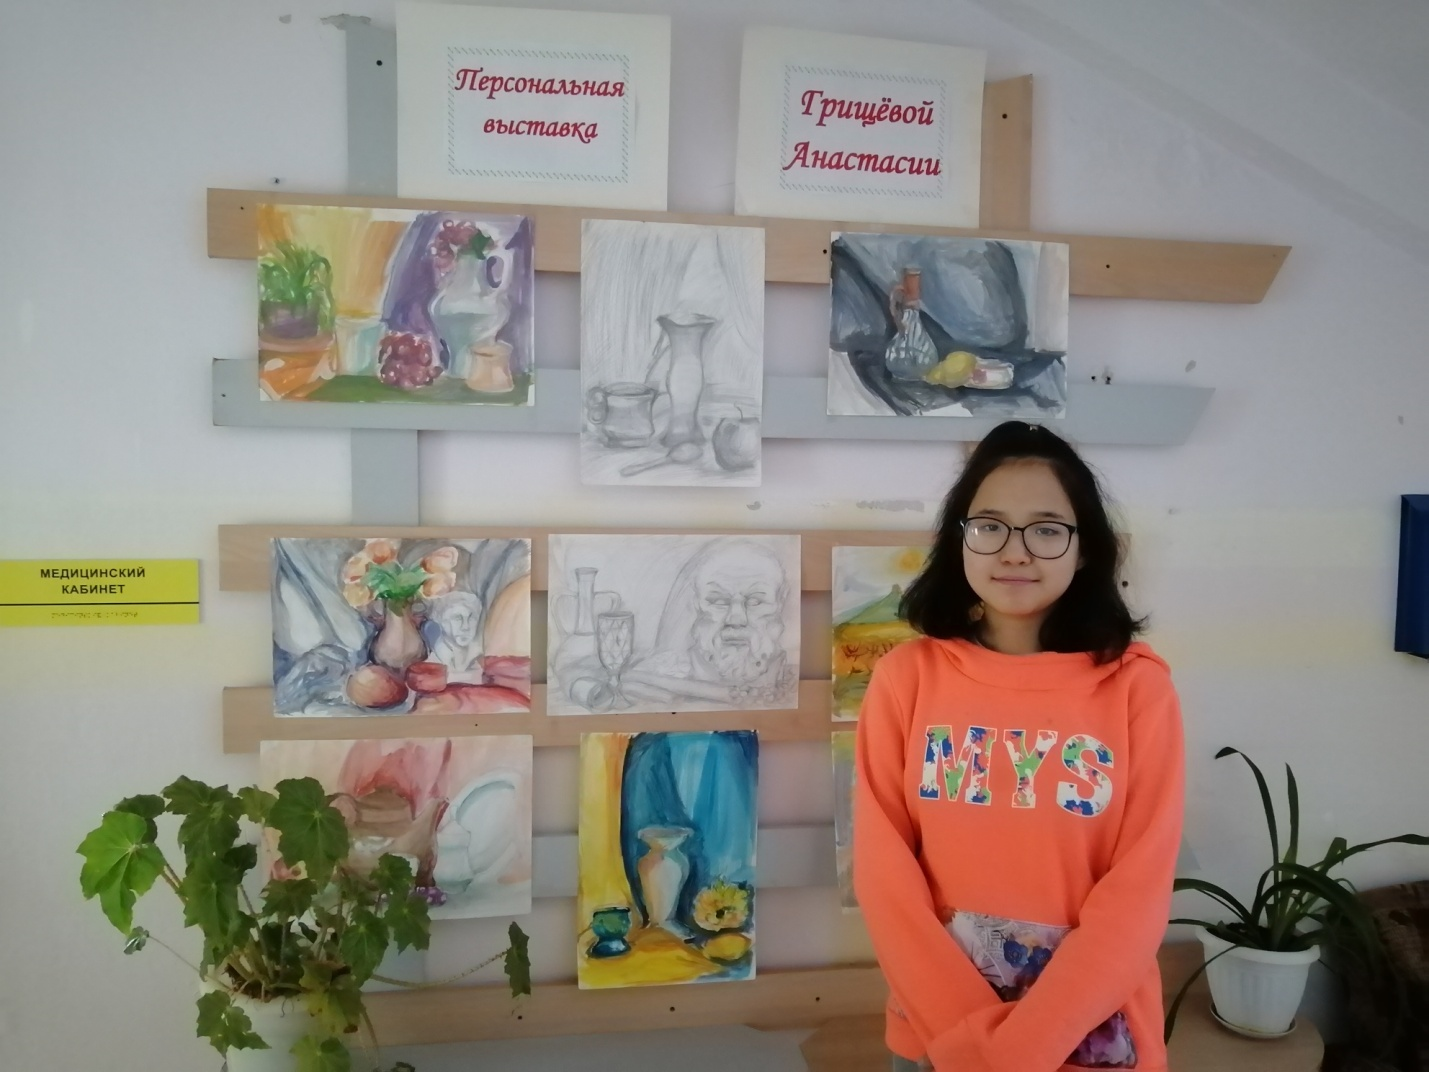 Персональная
выставка
Грищёвой
Анастасии
МЕДИЦИНСКИЙ
КАБИНЕТ
MYS